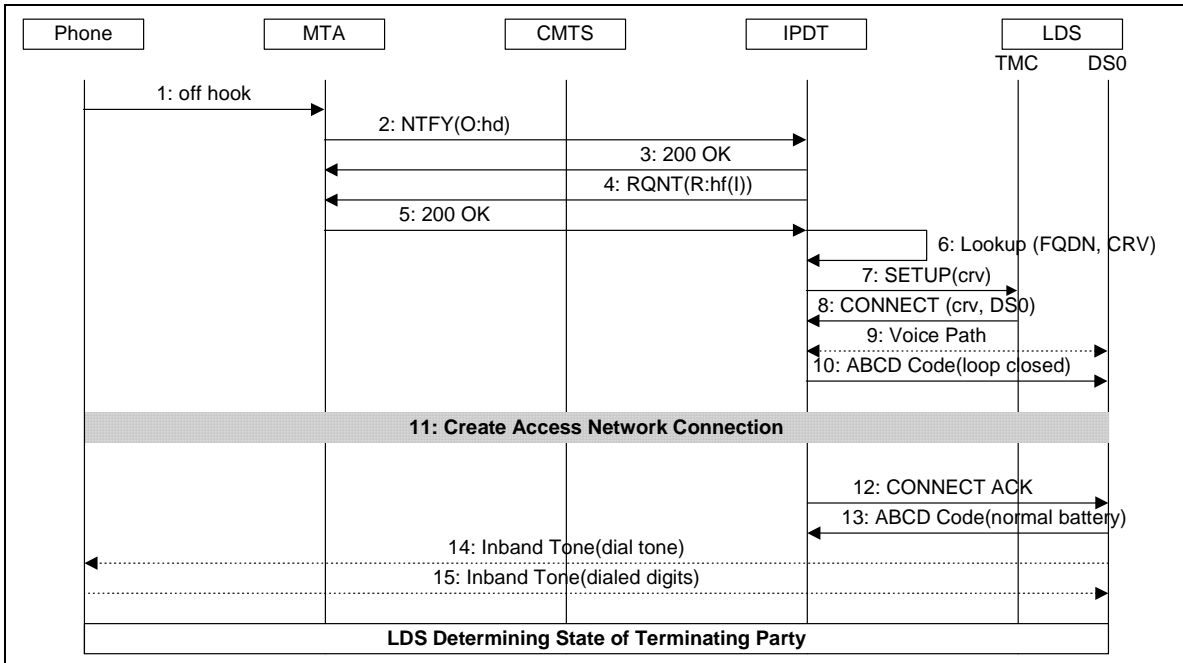 Phone MTA CMTS IPDT LDS
TMC DS0
1: off hook
2: NTFY(O:hd)
3: 200 OK
4: RQNT(R:hf(I))
5: 200 OK
6: Lookup (FQDN, CRV)
7: SETUP(crv)
8: CONNECT (crv, DS0)
9: Voice Path
10: ABCD Code(loop closed)
11: Create Access Network Connection
12: CONNECT ACK
13: ABCD Code(normal battery)
14: Inband Tone(dial tone)
15: Inband Tone(dialed digits)
LDS Determining State of Terminating Party